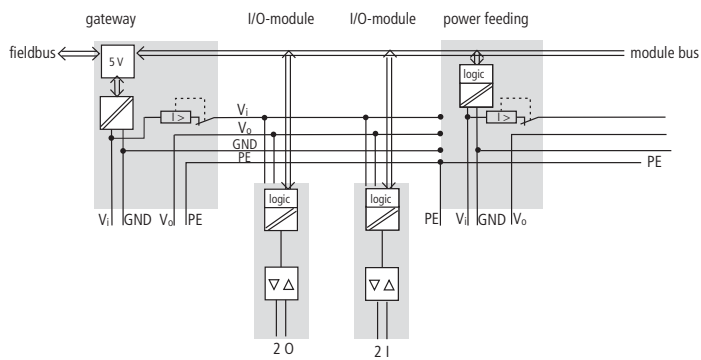 gateway I/O-module I/O-module power feeding
fieldbus 5 V module bus
logic
I > Vi I >
Vo
GND
PE PE
logic logic
Vi GND Vo PE PE Vi GND Vo
▽ △ ▽ △
2 O 2 I